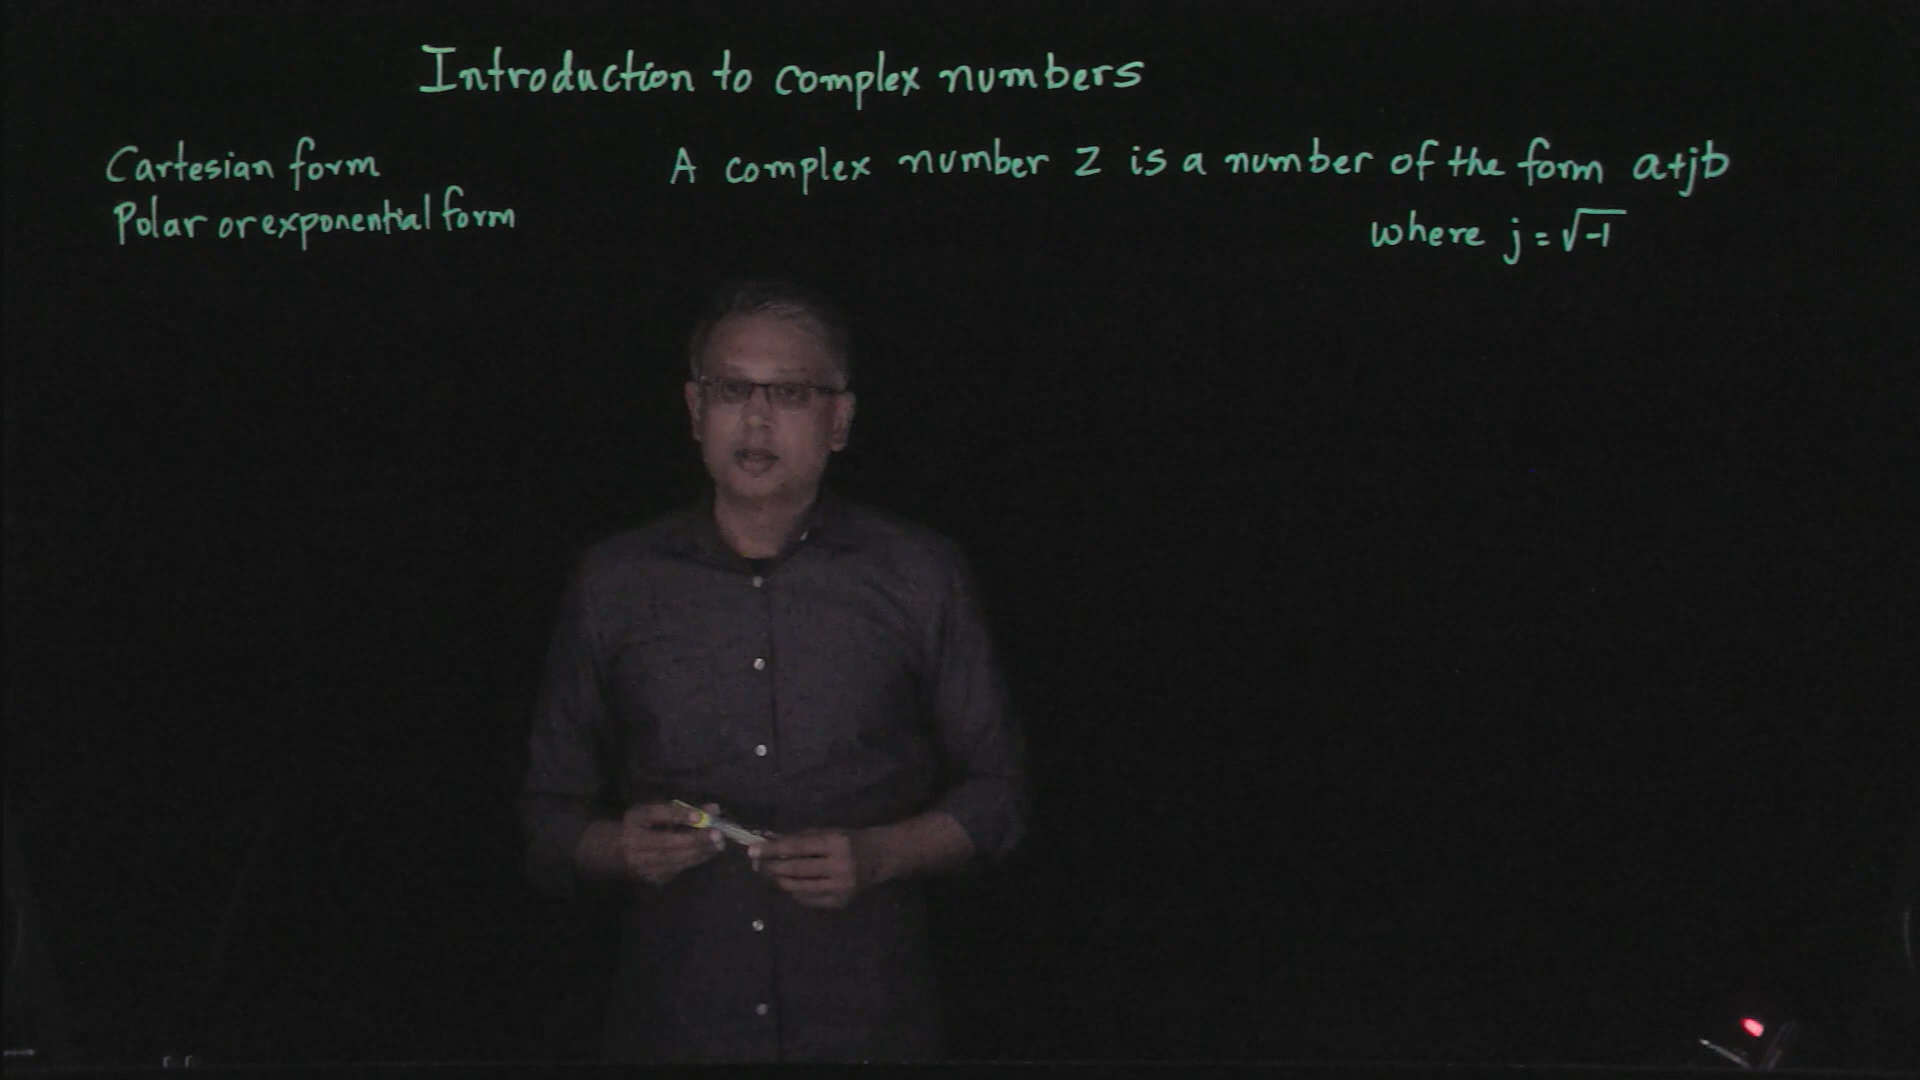 Introduction to complex numbers
Cartesian form
Polar or exponential form
A complex number z is a number of the form a+jb
where j = √-1